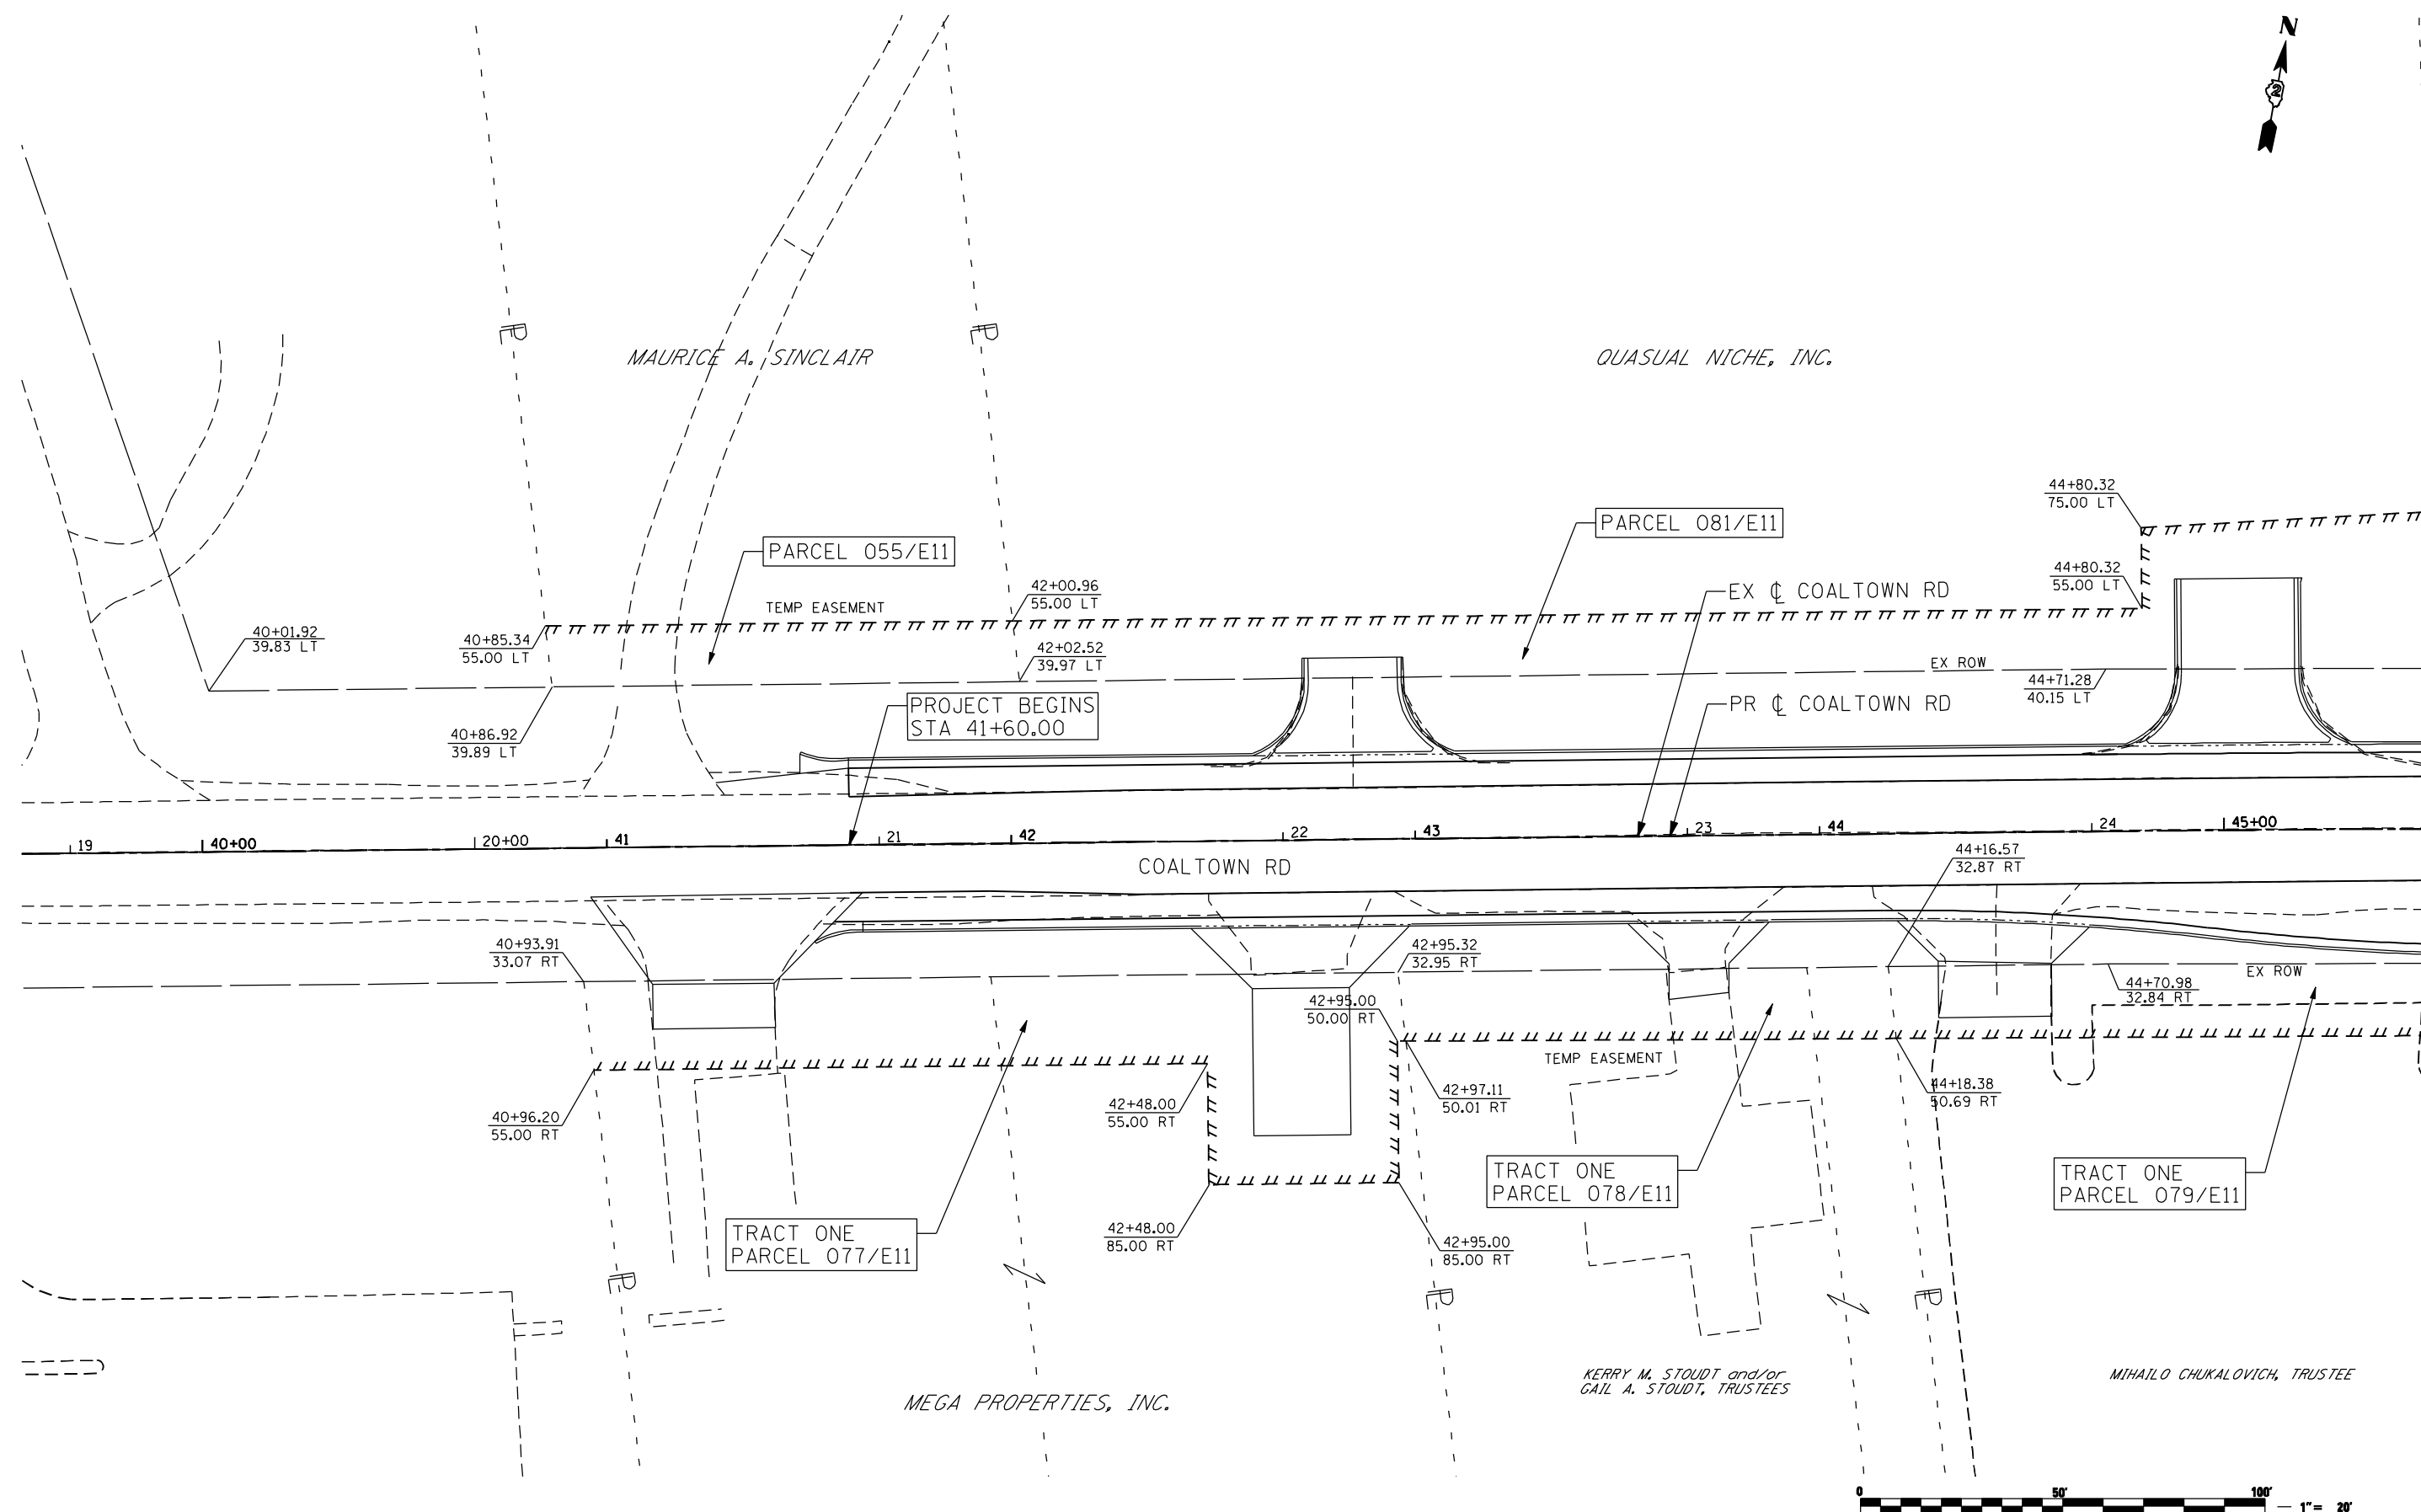 N
2
MAURICE A. SINCLAIR
QUASUAL NICHE, INC.
44+80.32
75.00 LT
PARCEL 081/E11
PARCEL 055/E11
44+80.32
55.00 LT
42+00.96
55.00 LT
EX ℄ COALTOWN RD
TEMP EASEMENT
40+01.92
39.83 LT
40+85.34
55.00 LT
42+02.52
39.97 LT
EX ROW
44+71.28
40.15 LT
PROJECT BEGINS
STA 41+60.00
PR ℄ COALTOWN RD
40+86.92
39.89 LT
19
40+00
20+00
41
21
42
22
43
23
44
24
45+00
COALTOWN RD
44+16.57
32.87 RT
40+93.91
33.07 RT
42+95.32
32.95 RT
EX ROW
44+70.98
32.84 RT
42+95.00
50.00 RT
TEMP EASEMENT
42+97.11
50.01 RT
44+18.38
50.69 RT
42+48.00
55.00 RT
40+96.20
55.00 RT
TRACT ONE
PARCEL 078/E11
TRACT ONE
PARCEL 079/E11
TRACT ONE
PARCEL 077/E11
42+48.00
85.00 RT
42+95.00
85.00 RT
KERRY M. STOUDT and/or
GAIL A. STOUDT, TRUSTEES
MIHAILO CHUKALOVICH, TRUSTEE
MEGA PROPERTIES, INC.
0 50' 100'
1" = 20'